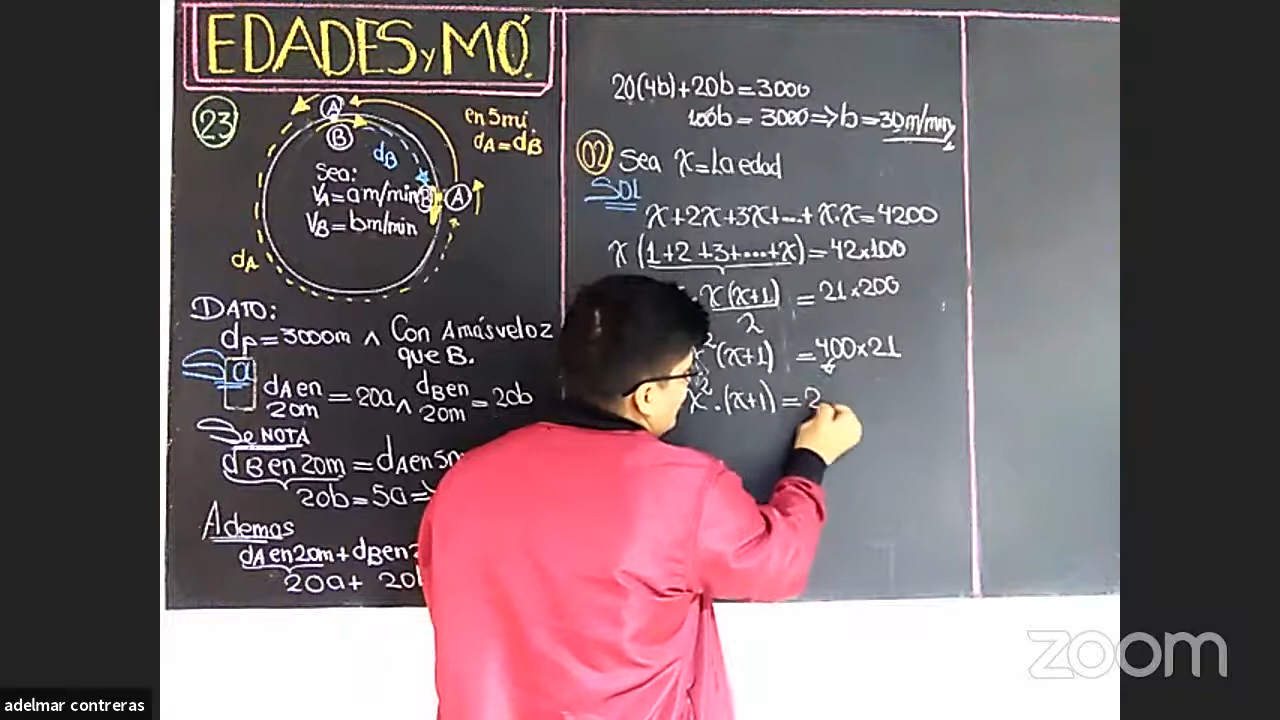 EDADES y MÓ.
23
A
B
en 5 mi.
dA = dB
dB
Sea:
VA = a m/min
B
A
VB = b m/min
dA
DATO:
dp = 3000m ∧ Con A más veloz
que B.
dA en 20m = 20a ∧ dB en 20m = 20b
Se NOTA
dB en 20m = dA en 5m
20b = 5a ⇒
Ademas
dA en 20m + dB en
20a + 20b
20(4b) + 20b = 3000
100b = 3000 ⇒ b = 30 m/min
02 Sea x = La edad
SOL
x + 2x + 3x + ... + x.x = 4200
x (1 + 2 + 3 + ... + x) = 42x100
. x(x+1)/2 = 21x200
x² (x+1) = 400x21
x² . (x+1) = 2
zoom
adelmar contreras